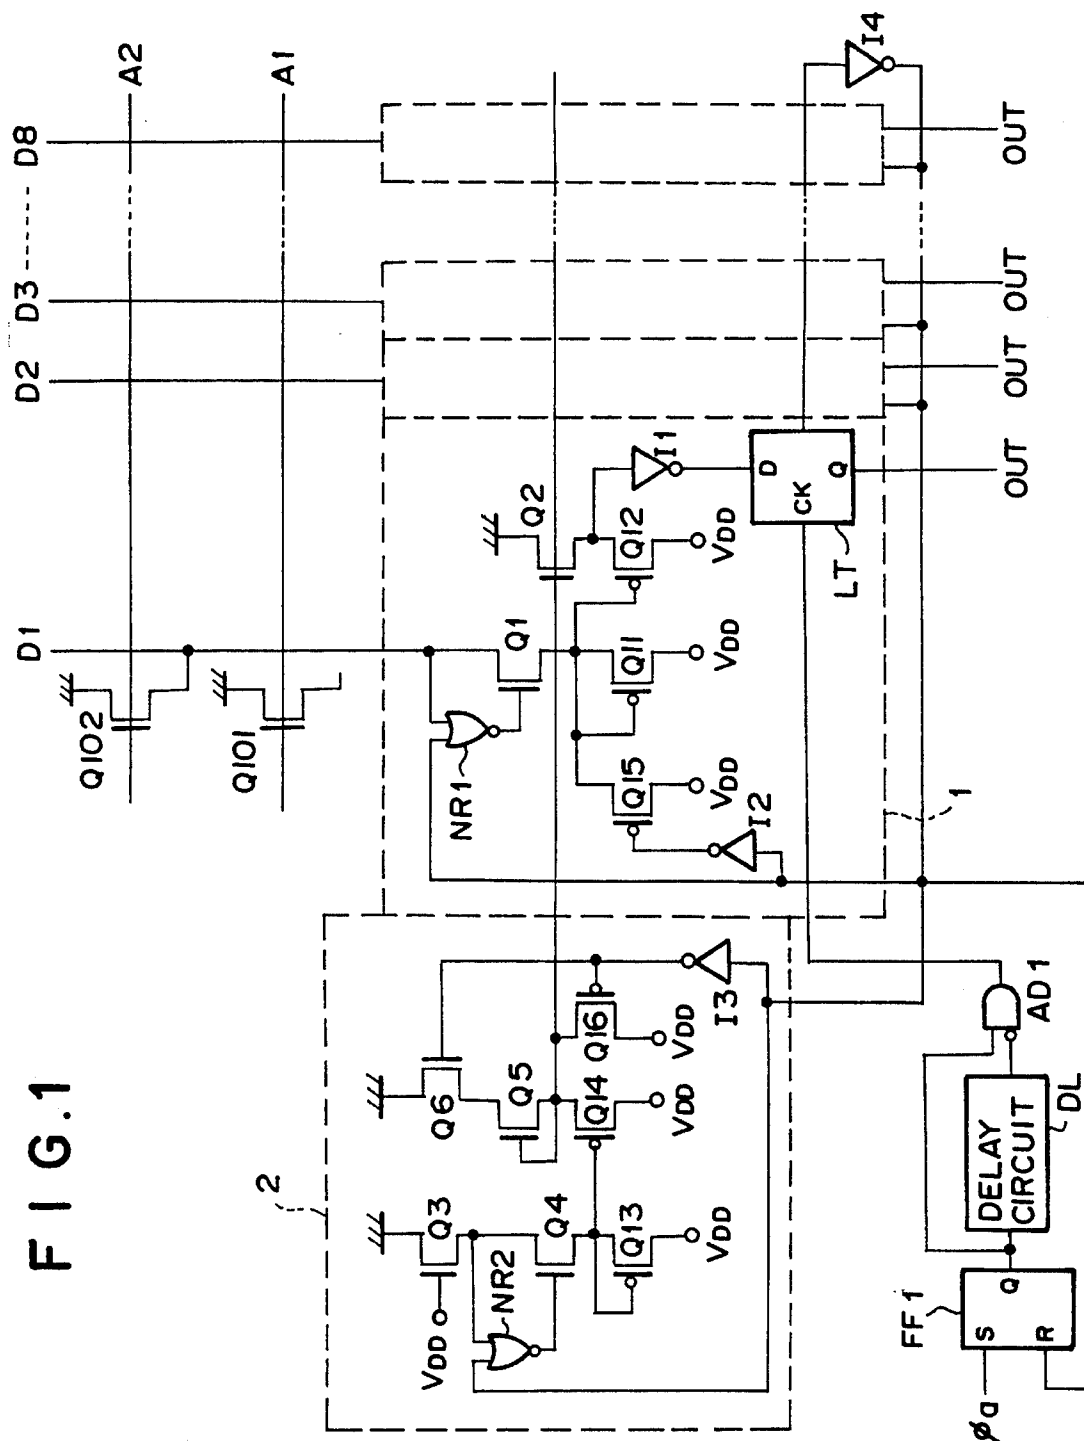 FIG.1
D1
D2
D3
D8
A2
A1
Q102
Q101
2
Q3
VDD
NR2
Q4
Q13
VDD
Q6
Q5
Q14
VDD
Q16
VDD
I3
NR1
Q1
Q11
VDD
Q15
VDD
I2
1
Q2
Q12
VDD
I1
D
CK
Q
LT
I4
OUT
OUT
OUT
OUT
FF1
S
Q
R
øa
DELAY
CIRCUIT
DL
AD1